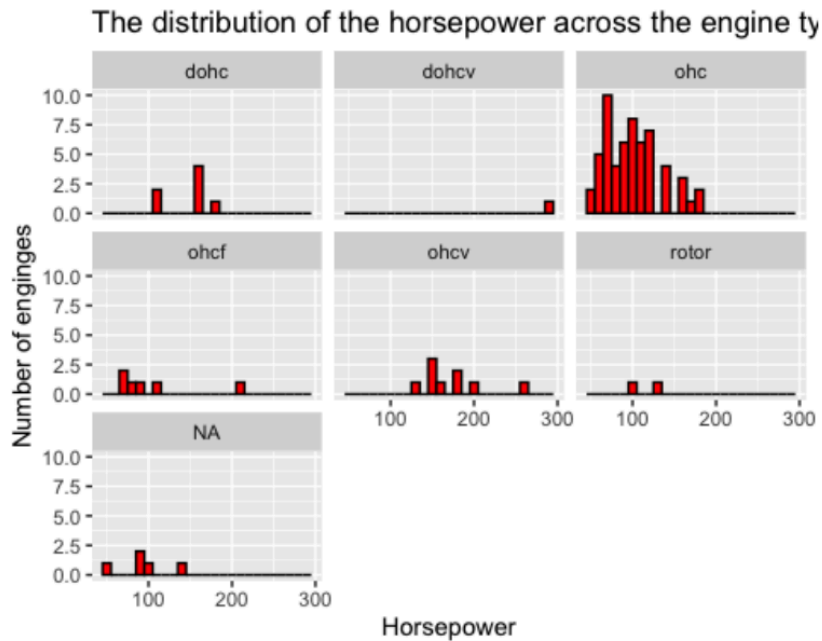 The distribution of the horsepower across the engine ty
dohc
dohcv
ohc
10.0
7.5
5.0
2.5
0.0
ohcf
ohcv
rotor
10.0
7.5
5.0
2.5
0.0
100 200 300
100 200 300
NA
10.0
7.5
5.0
2.5
0.0
100 200 300
Number of enginges
Horsepower